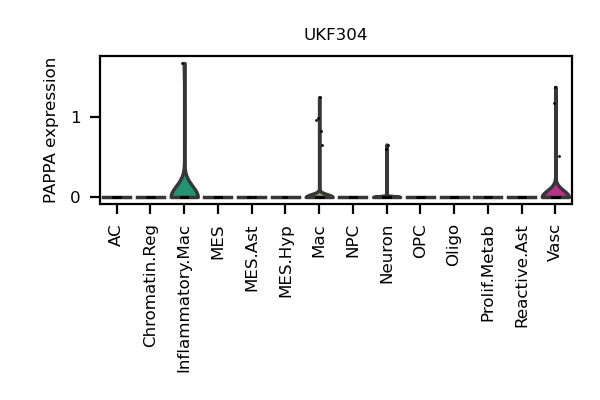 UKF304
PAPPA expression
1
0
AC
Chromatin.Reg
Inflammatory.Mac
MES
MES.Ast
MES.Hyp
Mac
NPC
Neuron
OPC
Oligo
Prolif.Metab
Reactive.Ast
Vasc